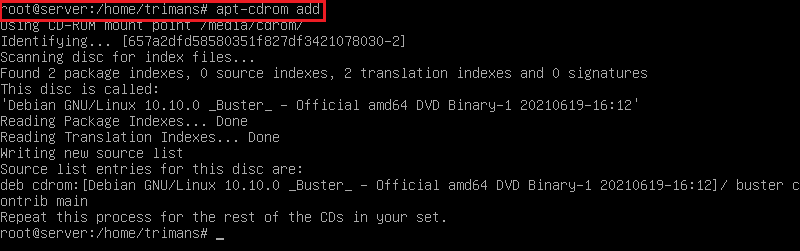 root@server:/home/trimans# apt-cdrom add
Using CD-ROM mount point /media/cdrom/
Identifying... [657a2dfd58580351f827df3421078030-2]
Scanning disc for index files...
Found 2 package indexes, 0 source indexes, 2 translation indexes and 0 signatures
This disc is called:
'Debian GNU/Linux 10.10.0 _Buster_ - Official amd64 DVD Binary-1 20210619-16:12'
Reading Package Indexes... Done
Reading Translation Indexes... Done
Writing new source list
Source list entries for this disc are:
deb cdrom:[Debian GNU/Linux 10.10.0 _Buster_ - Official amd64 DVD Binary-1 20210619-16:12]/ buster c
ontrib main
Repeat this process for the rest of the CDs in your set.
root@server:/home/trimans# _